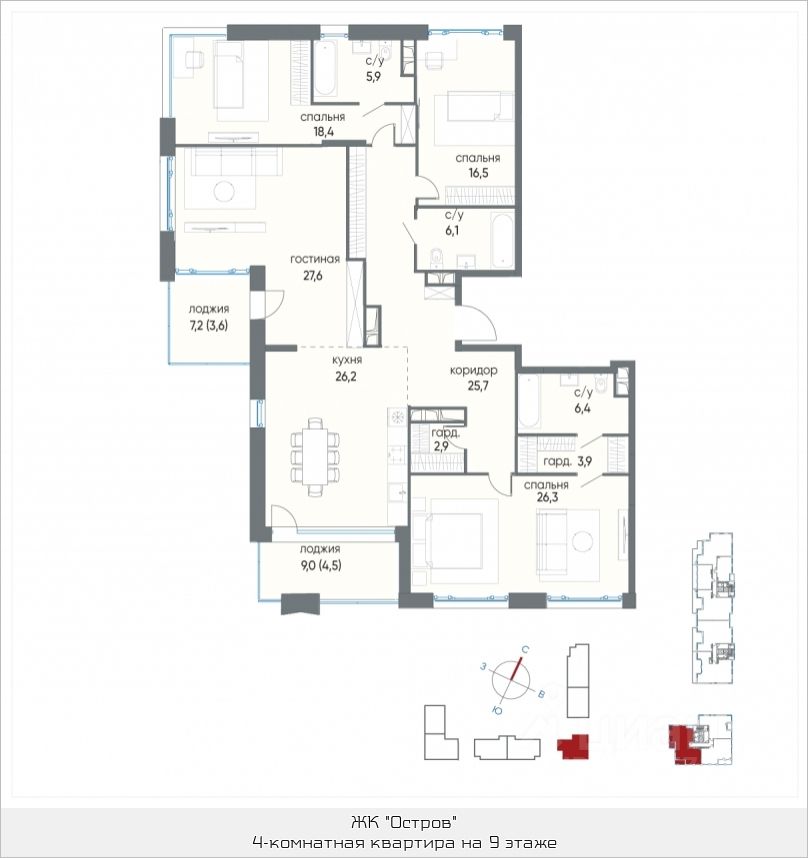 с/у
5,9
спальня
18,4
спальня
16,5
с/у
6,1
гостиная
27,6
лоджия
7,2 (3,6)
кухня
26,2
коридор
25,7
с/у
6,4
гард.
2,9
гард. 3,9
спальня
26,3
лоджия
9,0 (4,5)
С
З
В
Ю
циан
ЖК "Остров"
4-комнатная квартира на 9 этаже